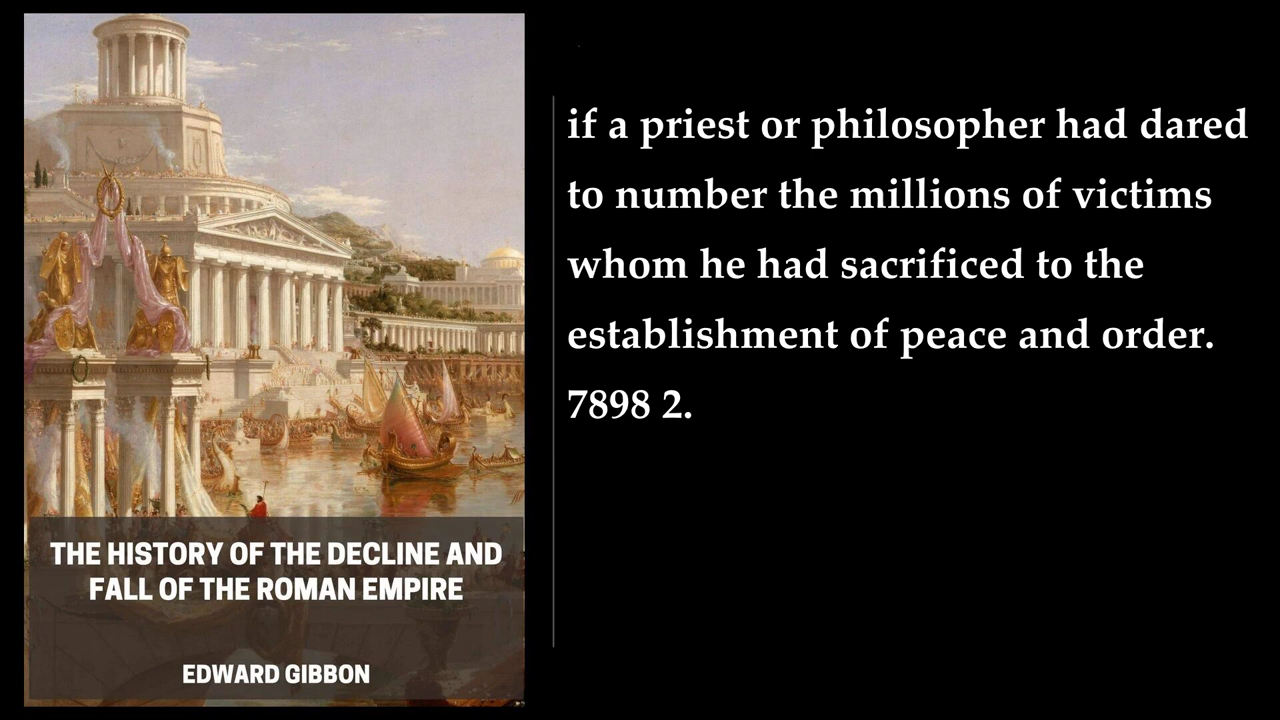 if a priest or philosopher had dared
to number the millions of victims
whom he had sacrificed to the
establishment of peace and order.
7898 2.
THE HISTORY OF THE DECLINE AND
FALL OF THE ROMAN EMPIRE
EDWARD GIBBON